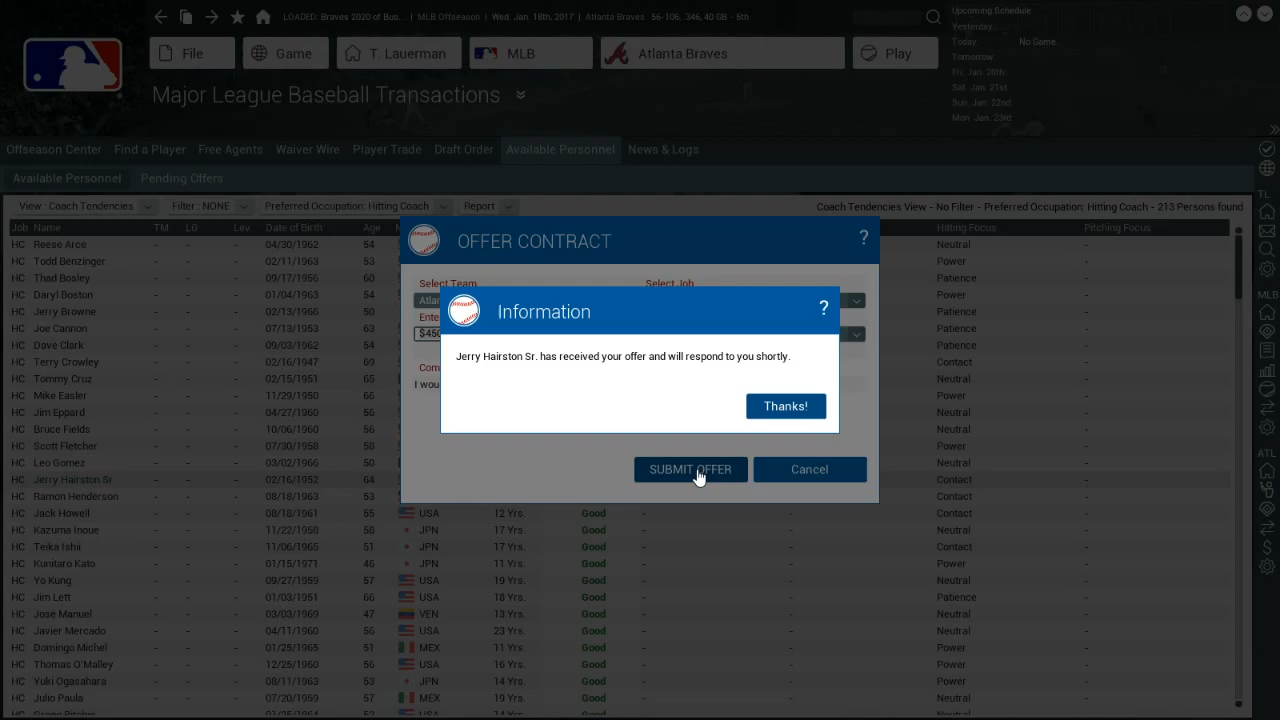 LOADED: Braves 2020 of Bus... | MLB Offseason | Wed. Jan. 18th, 2017 | Atlanta Braves 56-106, .346, 40 GB - 5th
Upcoming Schedule
Yesterday:
Today: No Game.
Tomorrow:
Fri. Jan. 20th:
Sat. Jan. 21st:
Sun. Jan. 22nd:
Mon. Jan. 23rd:
File Game T. Lauerman MLB Atlanta Braves Play
Major League Baseball Transactions
Offseason Center Find a Player Free Agents Waiver Wire Player Trade Draft Order Available Personnel News & Logs
Available Personnel Pending Offers
View : Coach Tendencies Filter : NONE Preferred Occupation: Hitting Coach Report Coach Tendencies View - No Filter - Preferred Occupation: Hitting Coach - 213 Persons found
Job Name TM LG Lev Date of Birth Age Hitting Focus Pitching Focus
OFFER CONTRACT ?
Select Team Select Job
Information ?
Jerry Hairston Sr. has received your offer and will respond to you shortly.
Thanks!
$450
I wou
SUBMIT OFFER Cancel
HC Reese Arce - - - 04/30/1962 54 Neutral -
HC Todd Benzinger - - - 02/11/1963 53 Power -
HC Thad Bosley - - - 09/17/1956 60 Patience -
HC Daryl Boston - - - 01/04/1963 54 Power -
HC Jerry Browne - - - 02/13/1966 50 Patience -
HC Joe Cannon - - - 07/13/1953 63 Patience -
HC Dave Clark - - - 09/03/1962 54 Patience -
HC Terry Crowley - - - 02/16/1947 69 Contact -
HC Tommy Cruz - - - 02/15/1951 65 Neutral -
HC Mike Easler - - - 11/29/1950 66 Power -
HC Jim Eppard - - - 04/27/1960 56 Neutral -
HC Bruce Fields - - - 10/06/1960 56 Neutral -
HC Scott Fletcher - - - 07/30/1958 58 Power -
HC Leo Gomez - - - 03/02/1966 50 Neutral -
HC Jerry Hairston Sr. - - - 02/16/1952 64 Contact -
HC Ramon Henderson - - - 08/18/1963 53 Contact -
HC Jack Howell - - - 08/18/1961 55 USA 12 Yrs. Good - - Contact -
HC Kazuma Inoue - - - 11/22/1958 58 JPN 17 Yrs. Good - - Neutral -
HC Teika Ishii - - - 11/06/1965 51 JPN 17 Yrs. Good - - Contact -
HC Kunitaro Kato - - - 01/15/1971 46 JPN 11 Yrs. Good - - Power -
HC Yo Kung - - - 09/27/1959 57 USA 19 Yrs. Good - - Neutral -
HC Jim Lett - - - 01/03/1951 66 USA 18 Yrs. Good - - Patience -
HC José Manuel - - - 03/03/1969 47 VEN 13 Yrs. Good - - Neutral -
HC Javier Mercado - - - 04/11/1960 56 USA 23 Yrs. Good - - Neutral -
HC Domingo Michel - - - 01/25/1965 51 MEX 11 Yrs. Good - - Power -
HC Thomas O'Malley - - - 12/25/1960 56 USA 16 Yrs. Good - - Power -
HC Yuki Ogasahara - - - 08/11/1963 53 JPN 14 Yrs. Good - - Power -
HC Julio Paula - - - 07/20/1959 57 MEX 19 Yrs. Good - - Neutral -
TL
MLB
ATL